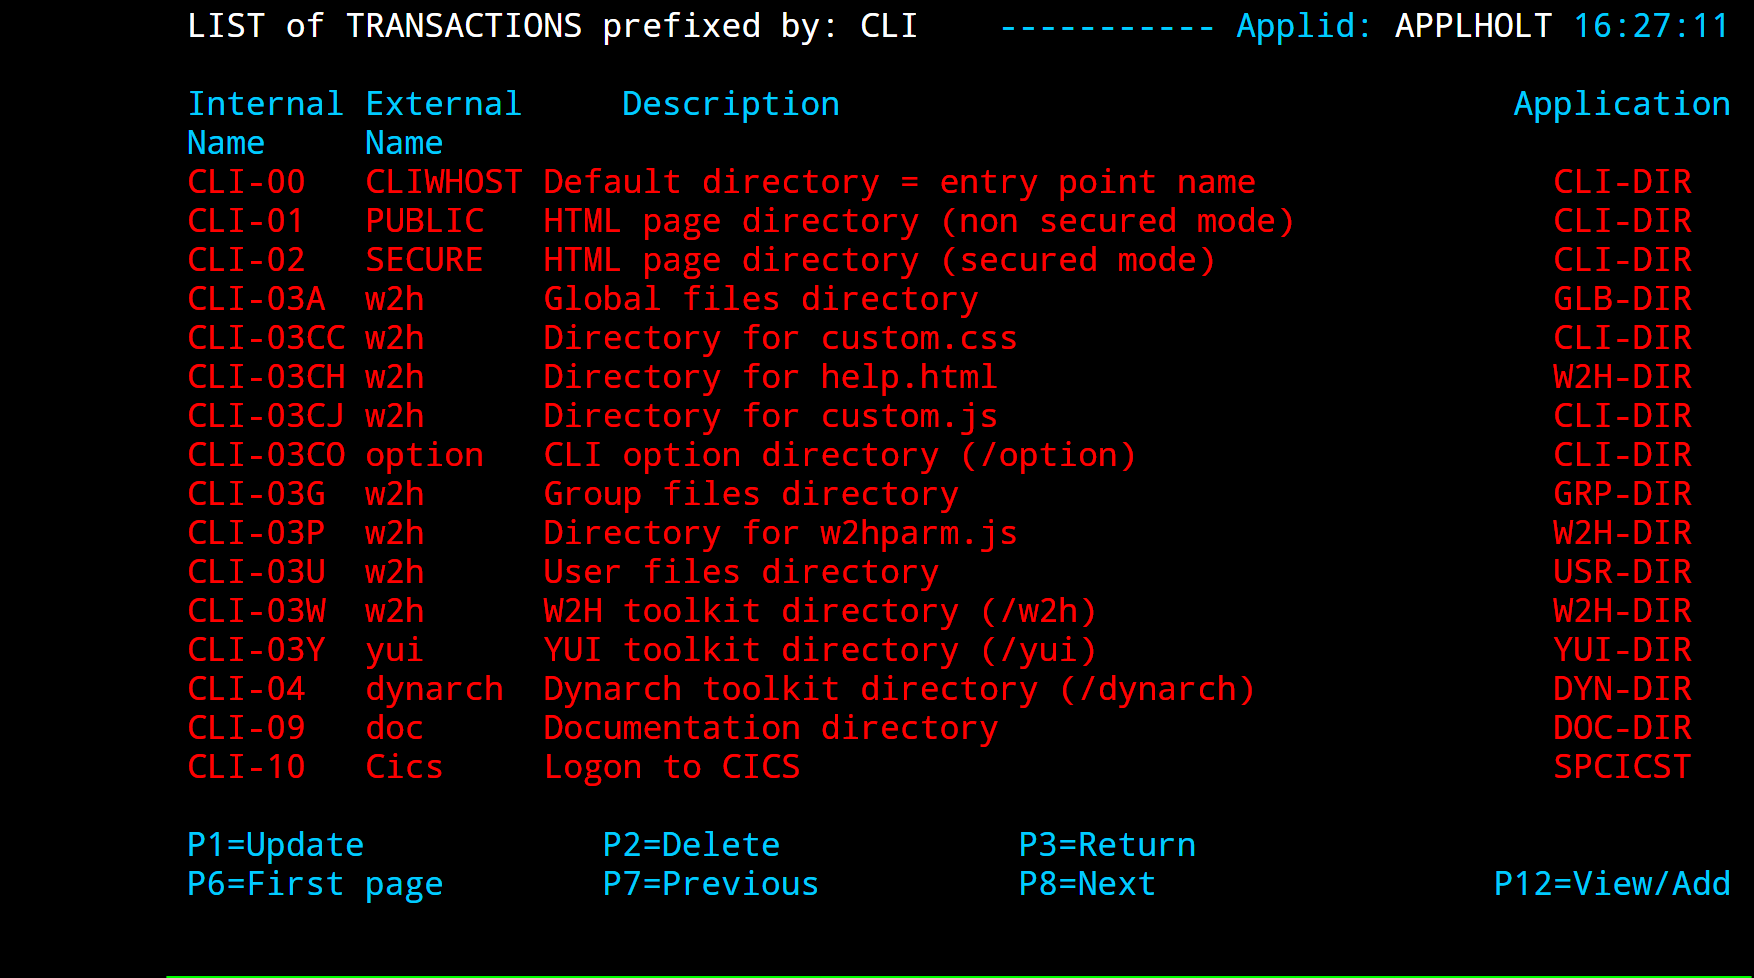 LIST of TRANSACTIONS prefixed by: CLI ----------- Applid: APPLHOLT 16:27:11
Internal External Description Application
Name Name
CLI-00 CLIWHOST Default directory = entry point name CLI-DIR
CLI-01 PUBLIC HTML page directory (non secured mode) CLI-DIR
CLI-02 SECURE HTML page directory (secured mode) CLI-DIR
CLI-03A w2h Global files directory GLB-DIR
CLI-03CC w2h Directory for custom.css CLI-DIR
CLI-03CH w2h Directory for help.html W2H-DIR
CLI-03CJ w2h Directory for custom.js CLI-DIR
CLI-03CO option CLI option directory (/option) CLI-DIR
CLI-03G w2h Group files directory GRP-DIR
CLI-03P w2h Directory for w2hparm.js W2H-DIR
CLI-03U w2h User files directory USR-DIR
CLI-03W w2h W2H toolkit directory (/w2h) W2H-DIR
CLI-03Y yui YUI toolkit directory (/yui) YUI-DIR
CLI-04 dynarch Dynarch toolkit directory (/dynarch) DYN-DIR
CLI-09 doc Documentation directory DOC-DIR
CLI-10 Cics Logon to CICS SPCICST
P1=Update P2=Delete P3=Return
P6=First page P7=Previous P8=Next P12=View/Add